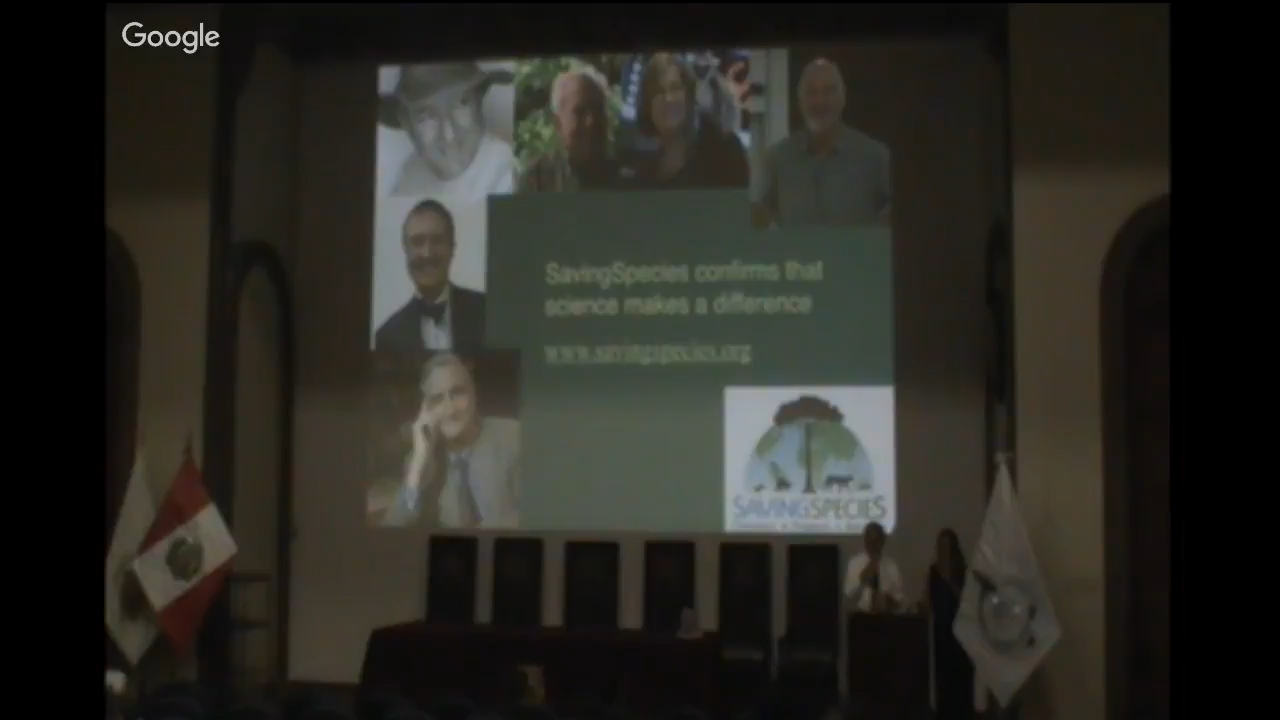 Google
SavingSpecies confirms that
science makes a difference
www.savingspecies.org
SAVINGSPECIES